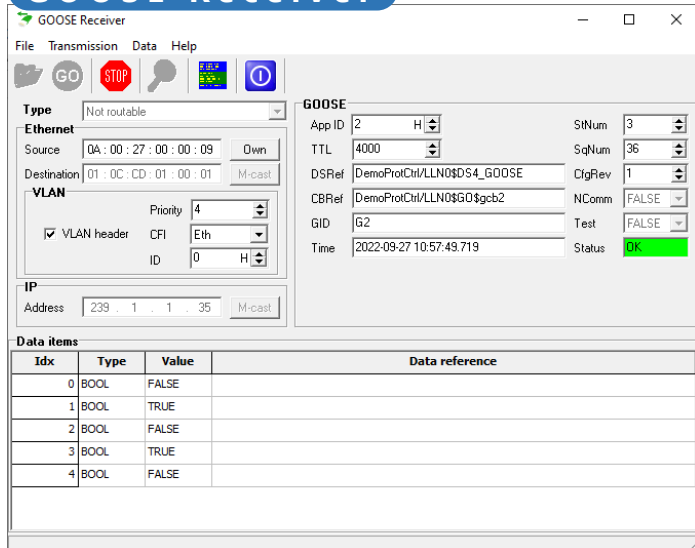 GOOSE Receiver
GOOSE Receiver
File Transmission Data Help
GO STOP
Type Not routable
Ethernet
Source 0A : 00 : 27 : 00 : 00 : 09 Own
Destination 01 : 0C : CD : 01 : 00 : 01 M-cast
VLAN
Priority 4
VLAN header CFI Eth
ID 0 H
IP
Address 239 . 1 . 1 . 35 M-cast
GOOSE
App ID 2 H StNum 3
TTL 4000 SqNum 36
DSRef DemoProtCtrl/LLN0$DS4_GOOSE CfgRev 1
CBRef DemoProtCtrl/LLN0$GO$gcb2 NComm FALSE
GID G2 Test FALSE
Time 2022-09-27 10:57:49.719 Status OK
Data items
Idx Type Value Data reference
0 BOOL FALSE
1 BOOL TRUE
2 BOOL FALSE
3 BOOL TRUE
4 BOOL FALSE